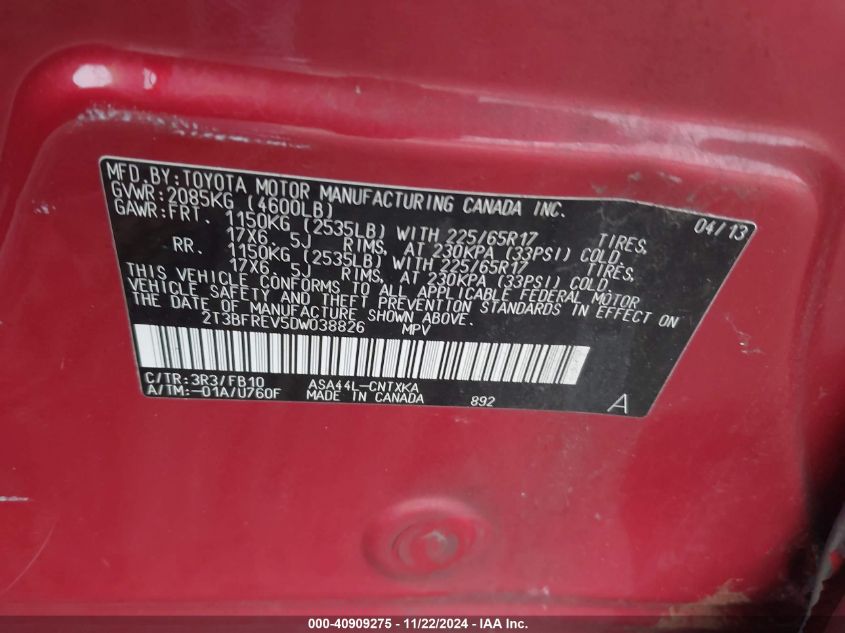 MFD. BY: TOYOTA MOTOR MANUFACTURING CANADA INC.
GVWR: 2085KG (4600LB) 04/13
GAWR: FRT. 1150KG (2535LB) WITH 225/65R17 TIRES,
17X6. 5J RIMS, AT 230KPA (33PSI) COLD
RR. 1150KG (2535LB) WITH 225/65R17 TIRES,
17X6. 5J RIMS, AT 230KPA (33PSI) COLD
THIS VEHICLE CONFORMS TO ALL APPLICABLE FEDERAL MOTOR
VEHICLE SAFETY AND THEFT PREVENTION STANDARDS IN EFFECT ON
THE DATE OF MANUFACTURE SHOWN ABOVE.
2T3BFREV5DW038826 MPV
C/TR: 3R3/FB10 ASA44L-CNTXKA
A/TM: -01A/U760F MADE IN CANADA 892 A
000-40909275 - 11/22/2024 - IAA Inc.